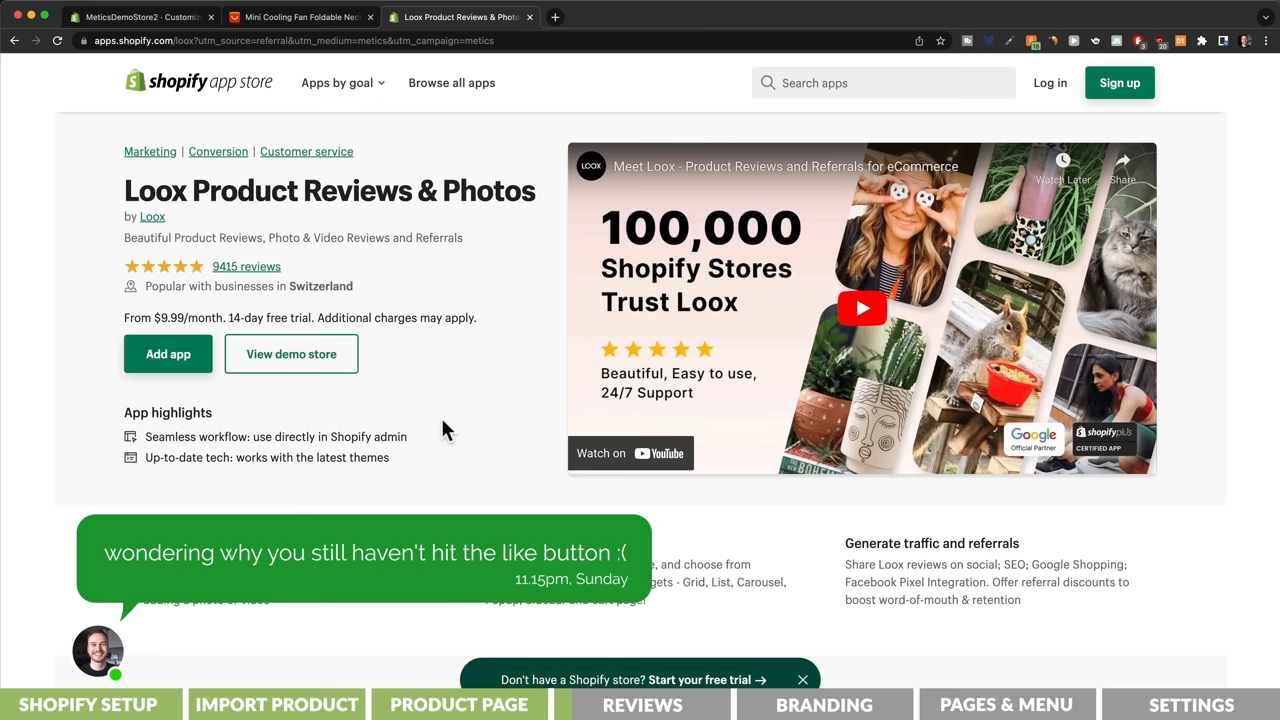 MeticsDemoStore2 · Customiz
Mini Cooling Fan Foldable Nec
Loox Product Reviews & Photo
apps.shopify.com/loox?utm_source=referral&utm_medium=metics&utm_campaign=metics
shopify app store
Apps by goal
Browse all apps
Search apps
Log in
Sign up
Marketing | Conversion | Customer service
Loox Product Reviews & Photos
by Loox
Beautiful Product Reviews, Photo & Video Reviews and Referrals
9415 reviews
Popular with businesses in Switzerland
From $9.99/month. 14-day free trial. Additional charges may apply.
Add app
View demo store
App highlights
Seamless workflow: use directly in Shopify admin
Up-to-date tech: works with the latest themes
LOOX
Meet Loox - Product Reviews and Referrals for eCommerce
Watch Later
Share
100,000
Shopify Stores
Trust Loox
Beautiful, Easy to use,
24/7 Support
Google
Official Partner
shopifyplus
CERTIFIED APP
Watch on YouTube
wondering why you still haven't hit the like button :(
11.15pm, Sunday
e, and choose from
gets - Grid, List, Carousel,
Generate traffic and referrals
Share Loox reviews on social; SEO; Google Shopping;
Facebook Pixel Integration. Offer referral discounts to
boost word-of-mouth & retention
Don't have a Shopify store? Start your free trial →
SHOPIFY SETUP
IMPORT PRODUCT
PRODUCT PAGE
REVIEWS
BRANDING
PAGES & MENU
SETTINGS